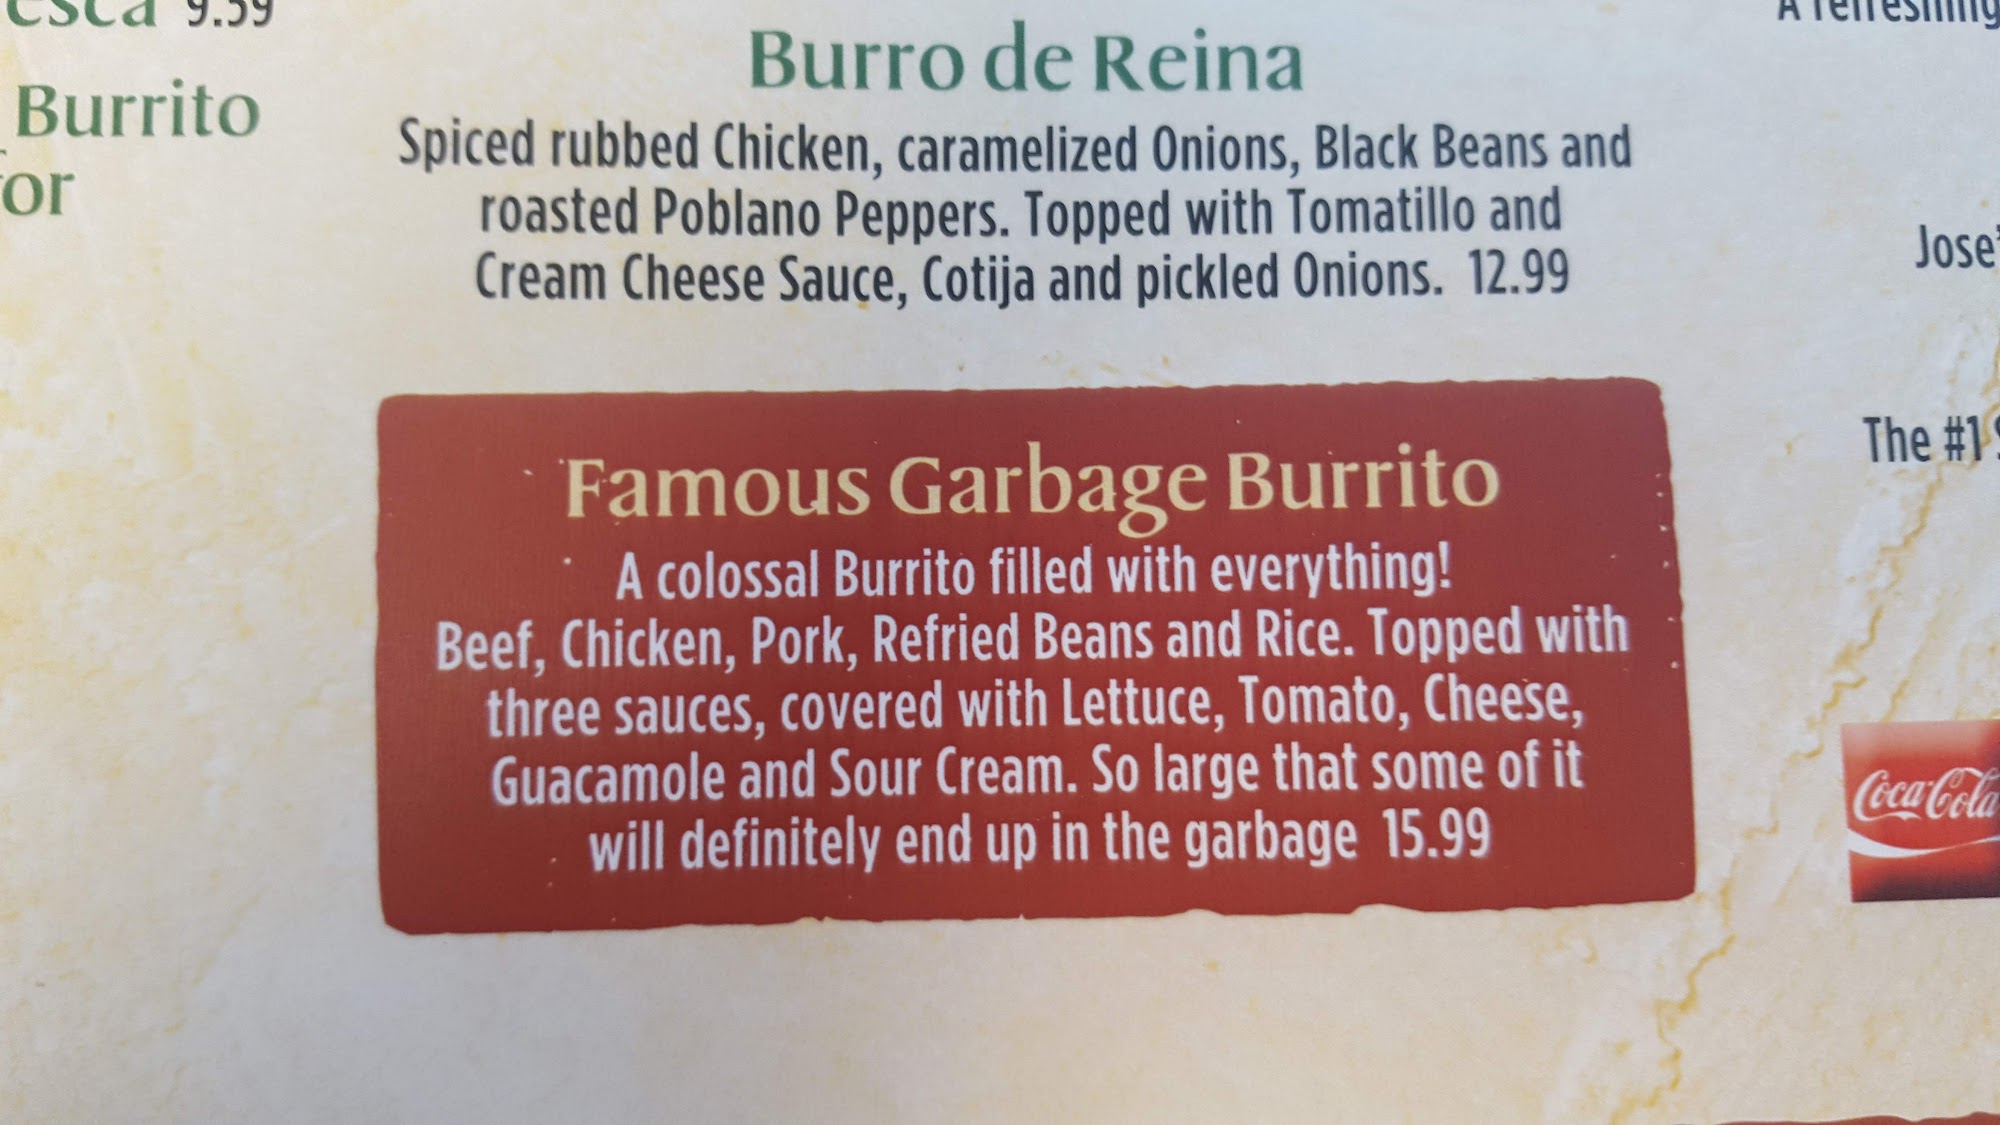 9.59
Burrito
Burro de Reina
Spiced rubbed Chicken, caramelized Onions, Black Beans and
roasted Poblano Peppers. Topped with Tomatillo and
Cream Cheese Sauce, Cotija and pickled Onions. 12.99
Famous Garbage Burrito
A colossal Burrito filled with everything!
Beef, Chicken, Pork, Refried Beans and Rice. Topped with
three sauces, covered with Lettuce, Tomato, Cheese,
Guacamole and Sour Cream. So large that some of it
will definitely end up in the garbage 15.99
A refreshing
Jose'
The #1
Coca-Cola